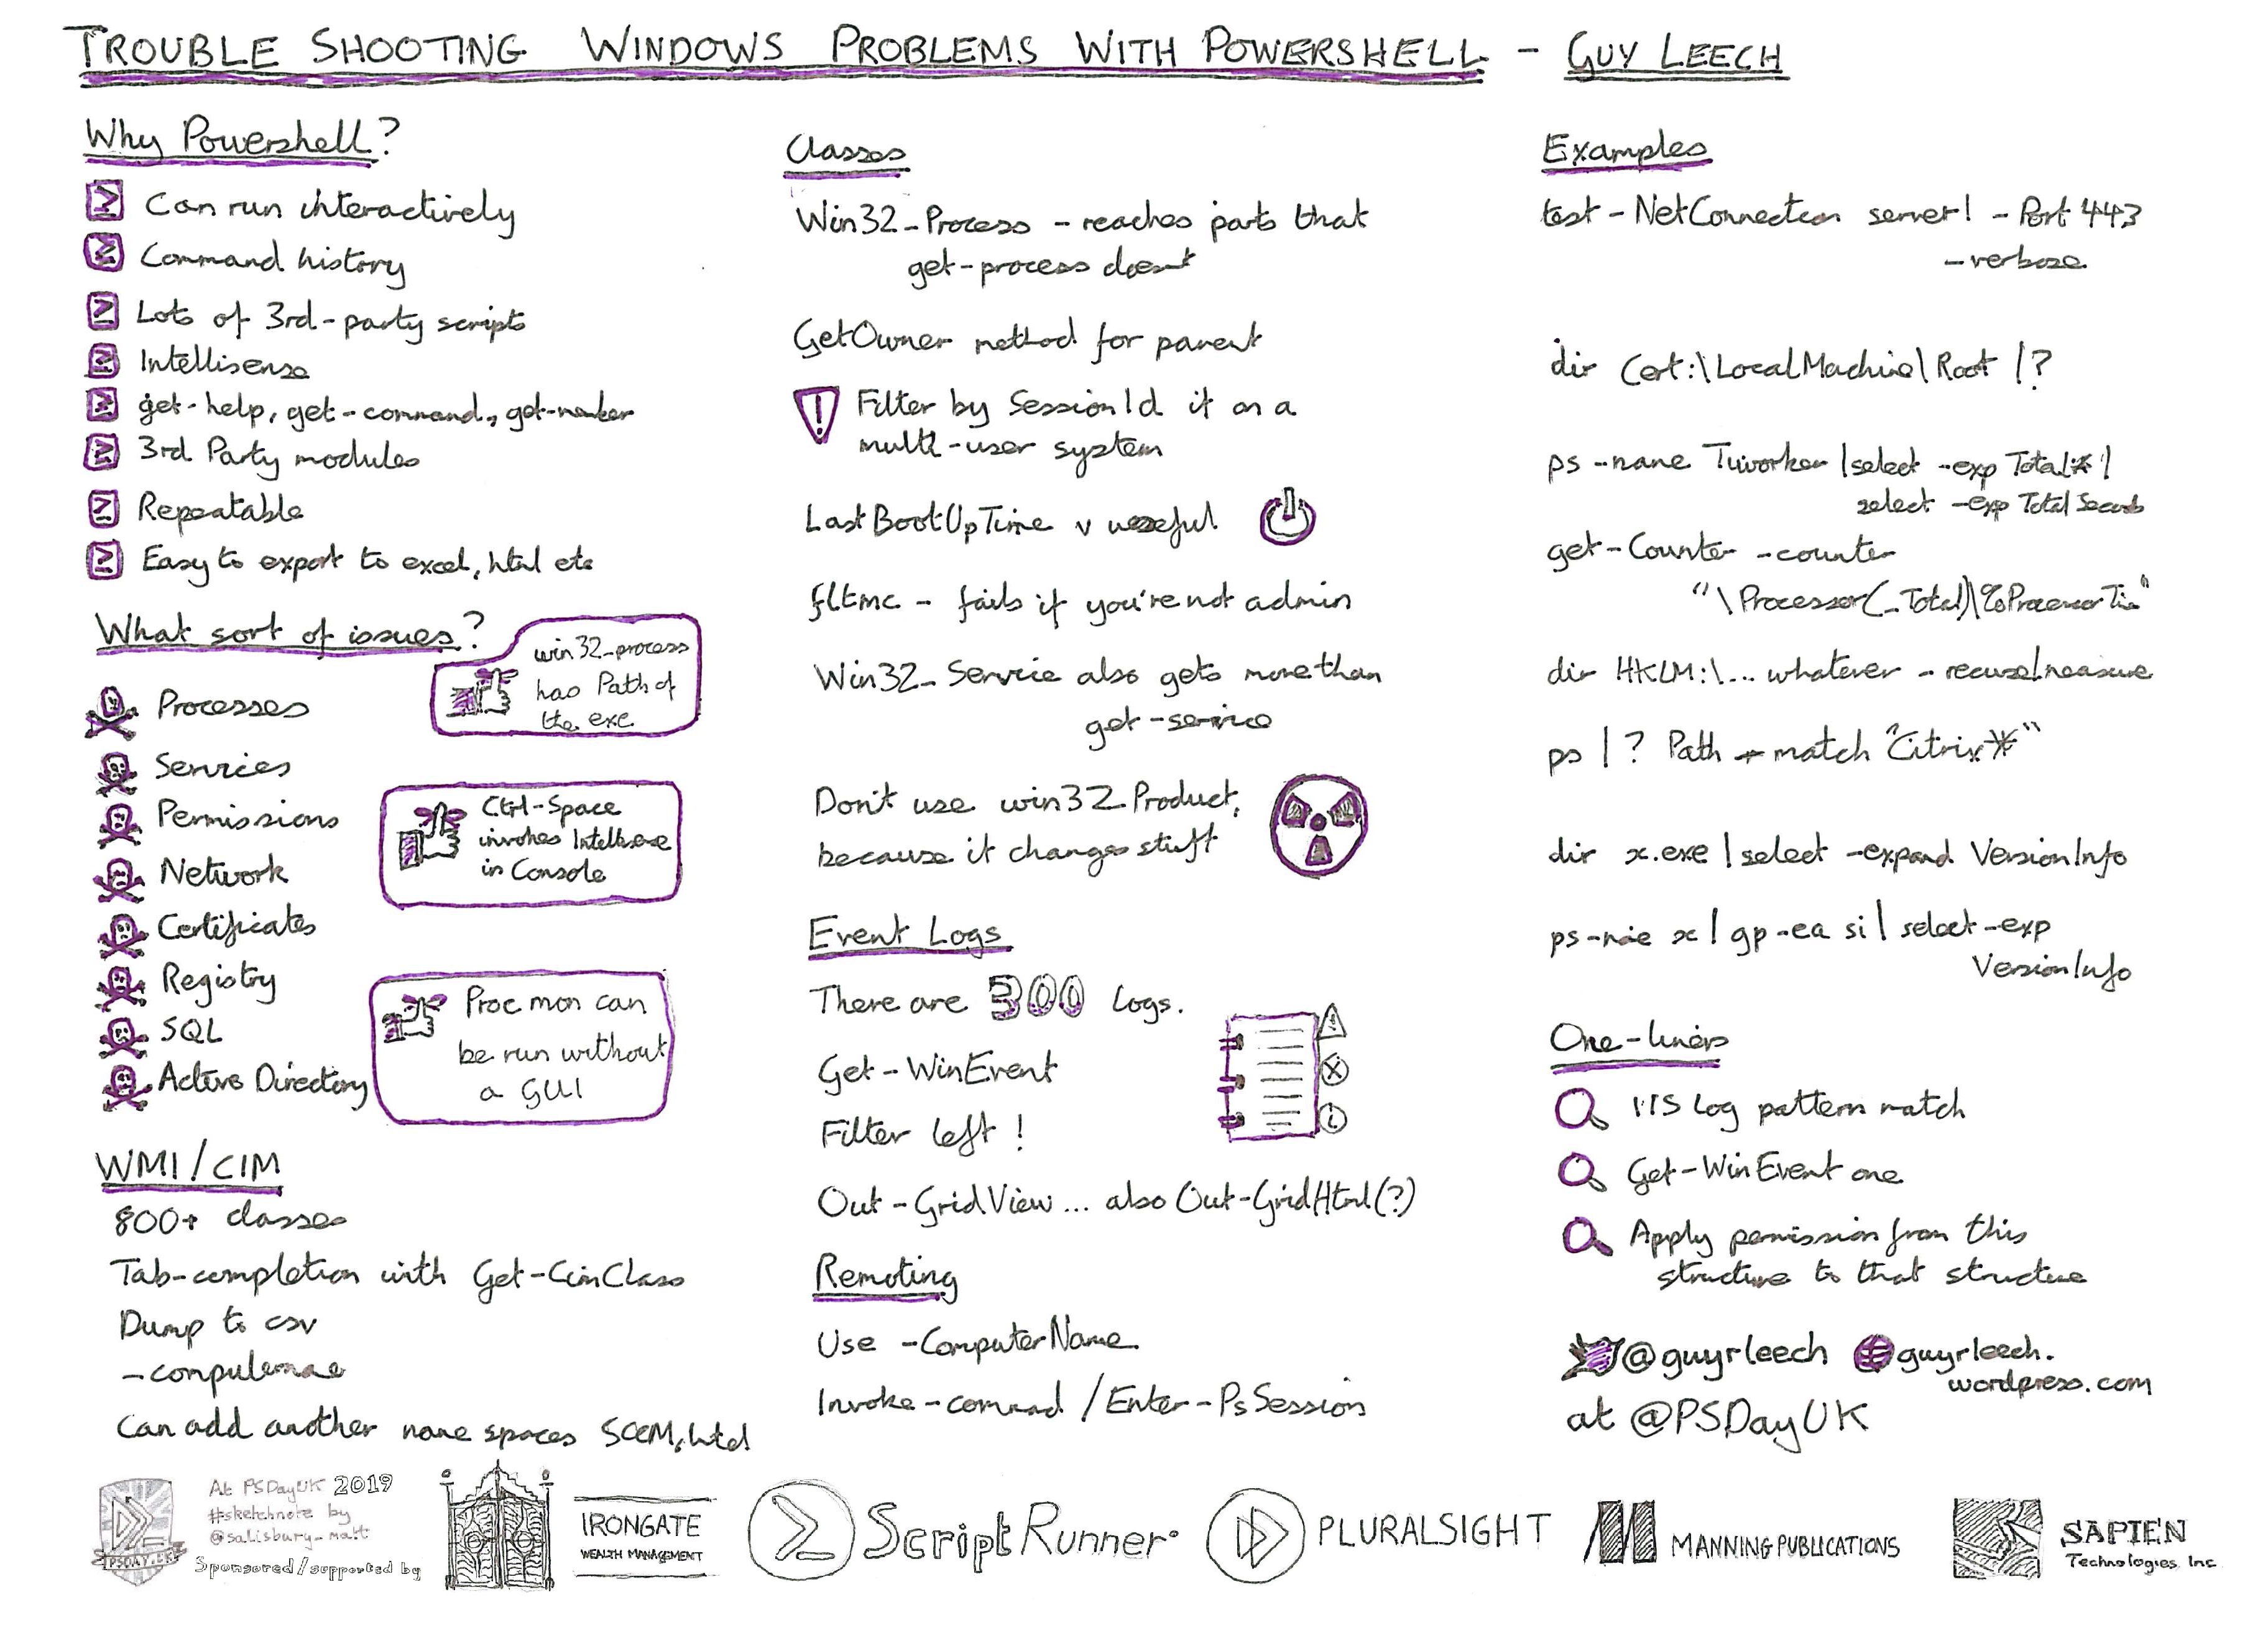 TROUBLE SHOOTING WINDOWS PROBLEMS WITH POWERSHELL - GUY LEECH
Why Powershell?
Can run interactively
Command history
Lots of 3rd-party scripts
Intellisense
get-help, get-command, get-member
3rd Party modules
Repeatable
Easy to export to excel, html etc
What sort of issues?
win32-process
has Path of
the exe
Processes
Services
Permissions
Network
Certificates
Registry
SQL
Active Directory
Ctrl-Space
invokes Intellisense
in Console
Proc mon can
be run without
a GUI
WMI/CIM
800+ classes
Tab-completion with Get-CimClass
Dump to csv
Can add another name spaces SCCM,
Classes
Win32_Process - reaches parts that
get-process doesnt
GetOwner method for parent
Filter by SessionId if on a
multi-user system
LastBootUpTime v useful
fltmc - fails if you're not admin
Win32_Service also gets more than
get-service
Don't use win32_Product,
because it changes stuff
Event Logs
There are 300 logs.
Get-WinEvent
Filter left!
Out-GridView... also Out-GridHtml(?)
Remoting
Use -ComputerName
Invoke-command / Enter-PsSession
Examples
test-NetConnection server1 -Port 443
-verbose
dir Cert:\LocalMachine\Root | ?
ps -name Tiworker | select -exp Total* |
select -exp TotalSeconds
get-Counter -counter
"\Processor(_Total)\%ProcessorTime"
dir HKLM:\... whatever -recurse | measure
ps | ? Path -match "Citrix*"
dir x.exe | select -expand VersionInfo
ps x | gp -ea si | select -exp
VersionInfo
One-liners
IIS Log pattern match
Get-WinEvent one
Apply permission from this
structure to that structure
@guyrleech guyrleech.
wordpress.com
at @PSDayUK
PSDAY.UK
At PSDayUK 2019
#sketchnote by
@salisbury_matt
Sponsored/supported by
IRONGATE
WEALTH MANAGEMENT
ScriptRunner
PLURALSIGHT
MANNING PUBLICATIONS
SAPIEN
Technologies, Inc